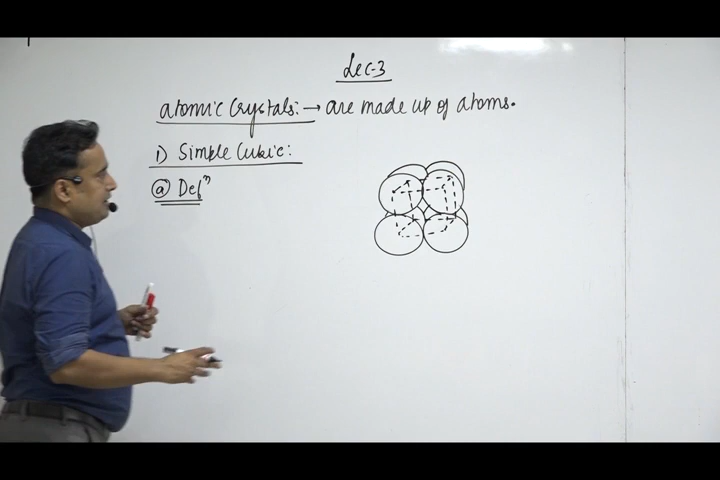 Lec-3
Atomic Crystals: → are made up of atoms.
1) Simple Cubic:
ⓐ Defⁿ